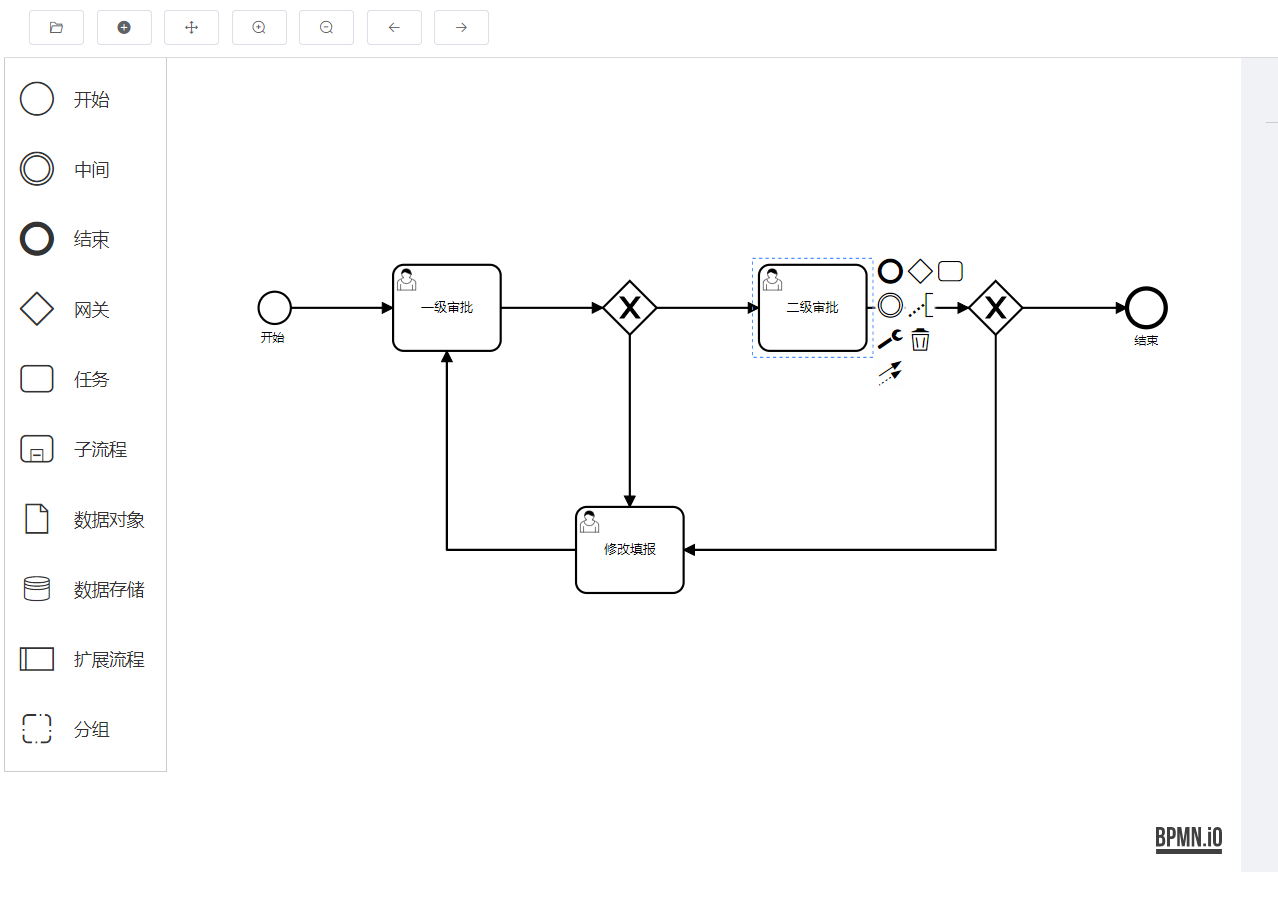 开始
中间
结束
网关
任务
子流程
数据对象
数据存储
扩展流程
分组
一级审批
二级审批
开始
结束
修改填报
BPMN.iO